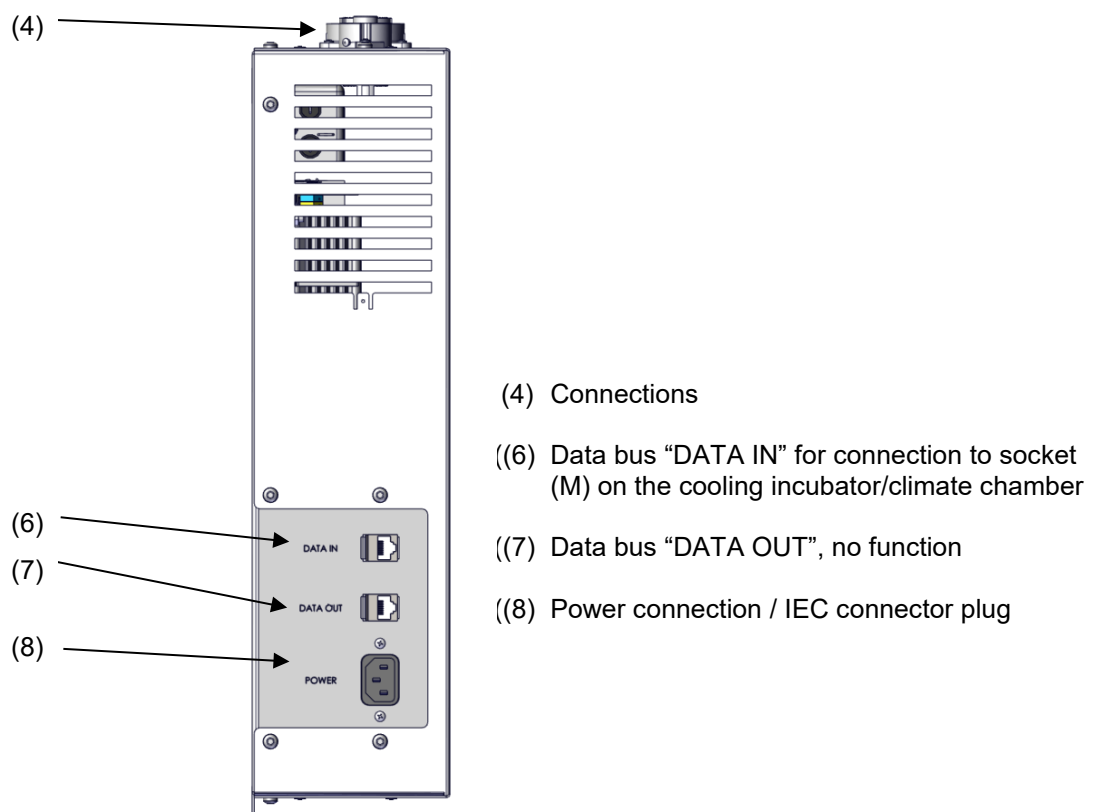 (4)
(4) Connections
((6) Data bus “DATA IN” for connection to socket
(M) on the cooling incubator/climate chamber
(6)
DATA IN
(7)
((7) Data bus “DATA OUT”, no function
DATA OUT
((8) Power connection / IEC connector plug
(8)
POWER